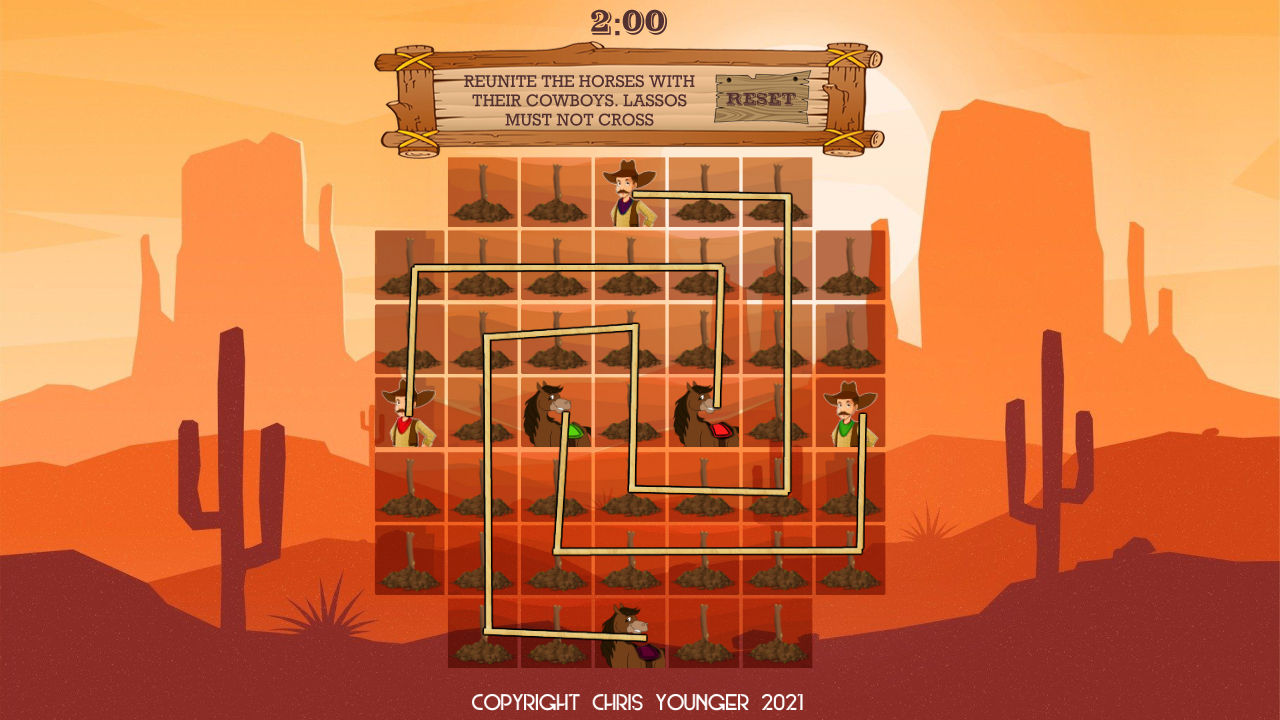 2:00
REUNITE THE HORSES WITH
THEIR COWBOYS. LASSOS
MUST NOT CROSS
RESET
COPYRIGHT CHRIS YOUNGER 2021